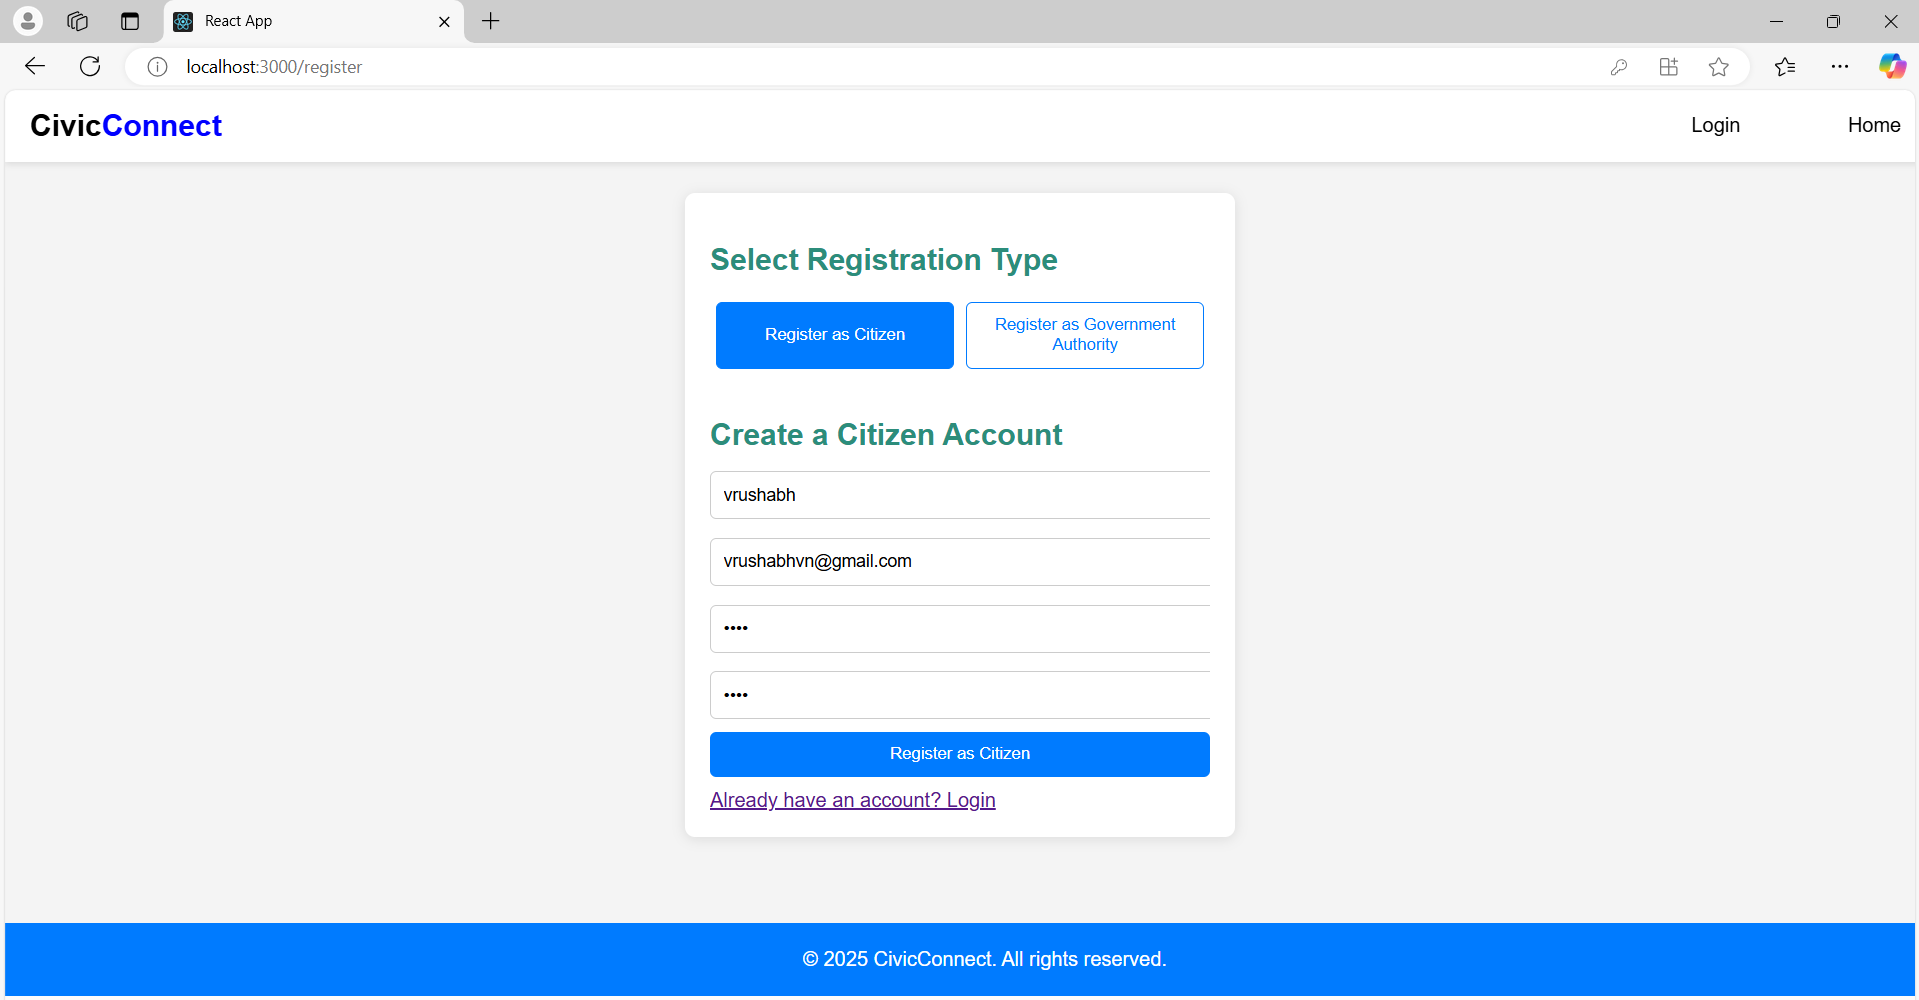 React App
localhost:3000/register
CivicConnect
Login
Home
Select Registration Type
Register as Citizen
Register as Government
Authority
Create a Citizen Account
vrushabh
vrushabhvn@gmail.com
••••
••••
Register as Citizen
Already have an account? Login
© 2025 CivicConnect. All rights reserved.